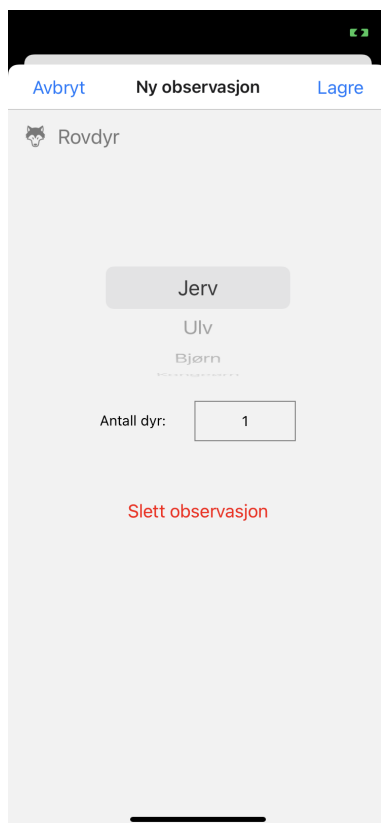 Avbryt Ny observasjon Lagre
Rovdyr
Jerv
Ulv
Bjørn
Antall dyr: 1
Slett observasjon